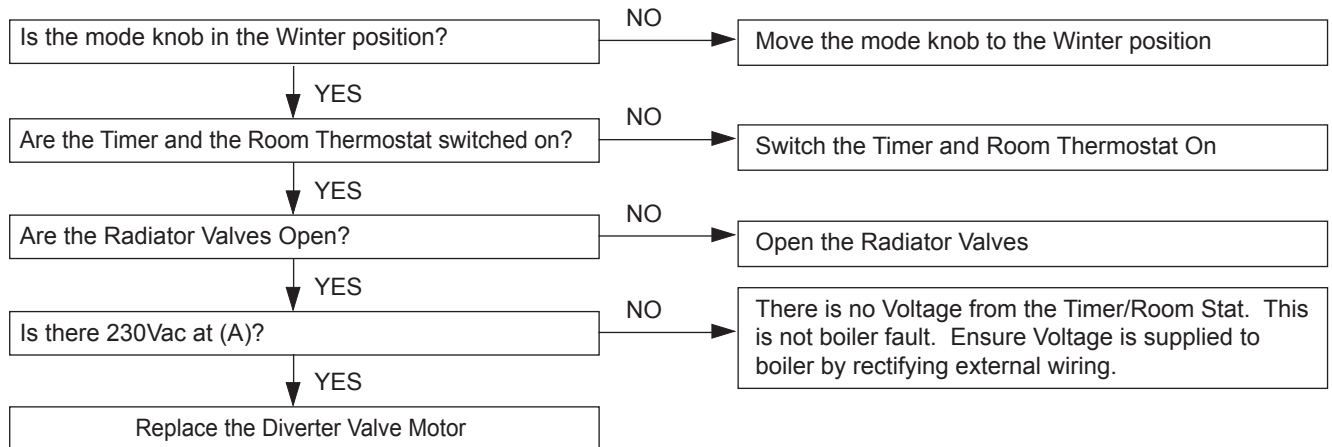 Is the mode knob in the Winter position?
NO
Move the mode knob to the Winter position
YES
Are the Timer and the Room Thermostat switched on?
NO
Switch the Timer and Room Thermostat On
YES
Are the Radiator Valves Open?
NO
Open the Radiator Valves
YES
Is there 230Vac at (A)?
NO
There is no Voltage from the Timer/Room Stat. This
is not boiler fault. Ensure Voltage is supplied to
boiler by rectifying external wiring.
YES
Replace the Diverter Valve Motor